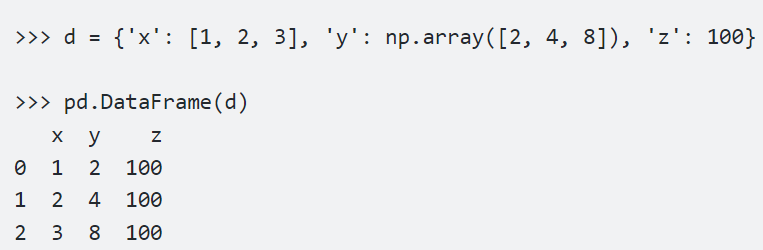 >>> d = {'x': [1, 2, 3], 'y': np.array([2, 4, 8]), 'z': 100}
>>> pd.DataFrame(d)
   x  y    z
0  1  2  100
1  2  4  100
2  3  8  100